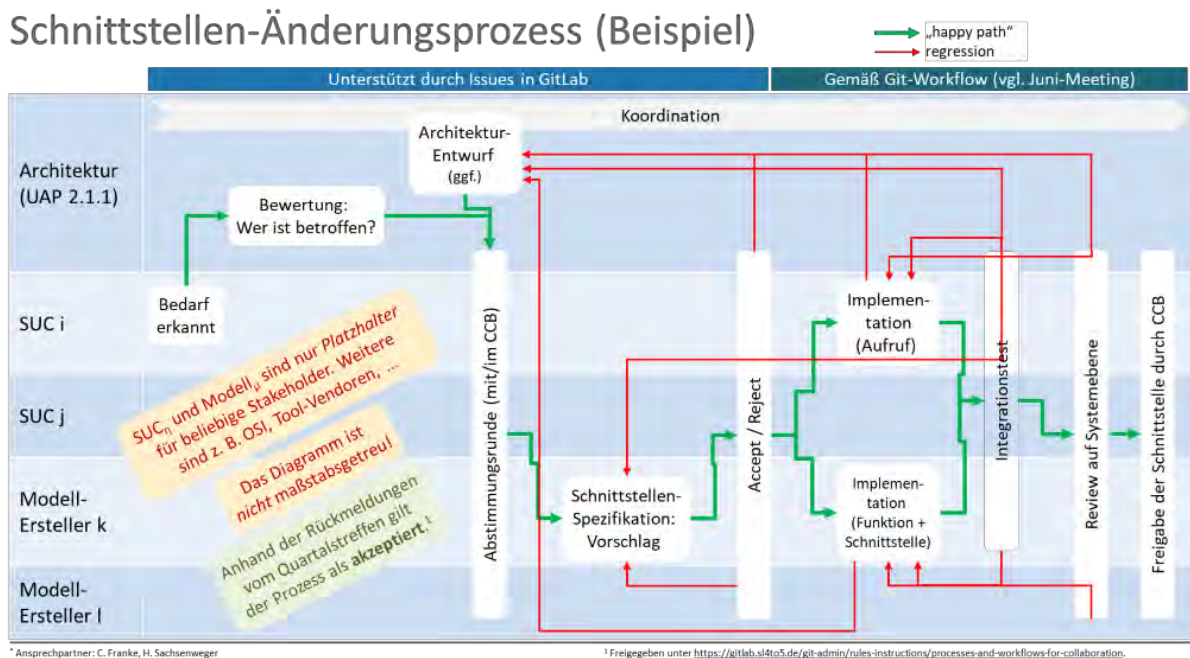 Schnittstellen-Änderungsprozess (Beispiel)
„happy path"
regression
Unterstützt durch Issues in GitLab
Gemäß Git-Workflow (vgl. Juni-Meeting)
Koordination
Architektur
(UAP 2.1.1)
Architektur-
Entwurf
(ggf.)
Bewertung:
Wer ist betroffen?
SUC i
Bedarf
erkannt
SUC j
Modell-
Ersteller k
Modell-
Ersteller l
SUCη und Modellμ sind nur Platzhalter
für beliebige Stakeholder. Weitere
sind z. B. OSI, Tool-Vendoren, ...
Das Diagramm ist
nicht maßstabsgetreu!
Anhand der Rückmeldungen
vom Quartalstreffen gilt
der Prozess als akzeptiert.¹
Abstimmungsrunde (mit/im CCB)
Schnittstellen-
Spezifikation:
Vorschlag
Accept / Reject
Implemen-
tation
(Aufruf)
Implemen-
tation
(Funktion +
Schnittstelle)
Integrationstest
Review auf Systemebene
Freigabe der Schnittstelle durch CCB
* Ansprechpartner: C. Franke, H. Sachsenweger
¹ Freigegeben unter https://gitlab.sl4to5.de/git-admin/rules-instructions/processes-and-workflows-for-collaboration.